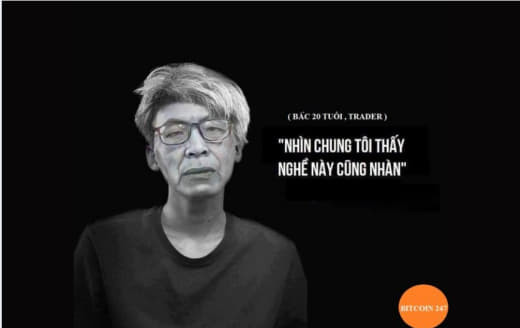 ( BÁC 20 TUỔI , TRADER )
"NHÌN CHUNG TÔI THẤY
NGHỀ NÀY CŨNG NHÀN"
BITCOIN 247